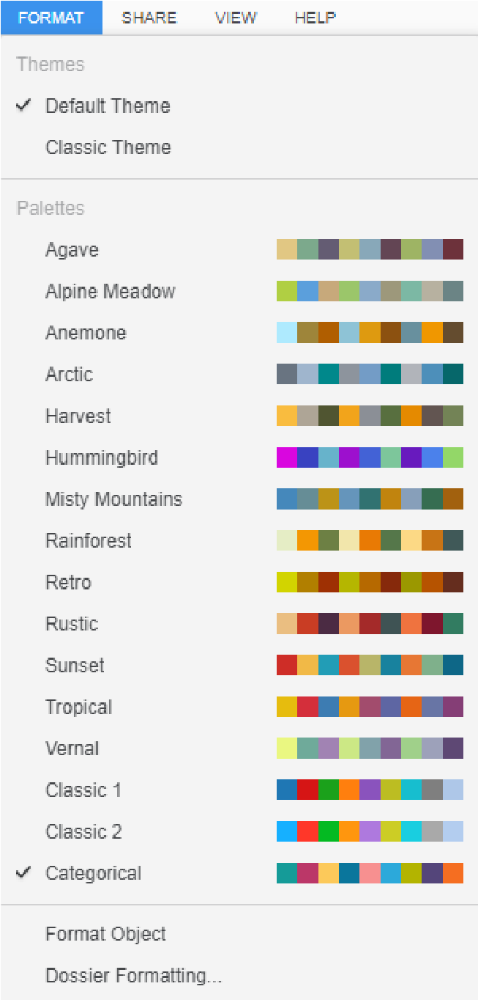 FORMAT SHARE VIEW HELP
Themes
Default Theme
Classic Theme
Palettes
Agave
Alpine Meadow
Anemone
Arctic
Harvest
Hummingbird
Misty Mountains
Rainforest
Retro
Rustic
Sunset
Tropical
Vernal
Classic 1
Classic 2
Categorical
Format Object
Dossier Formatting...